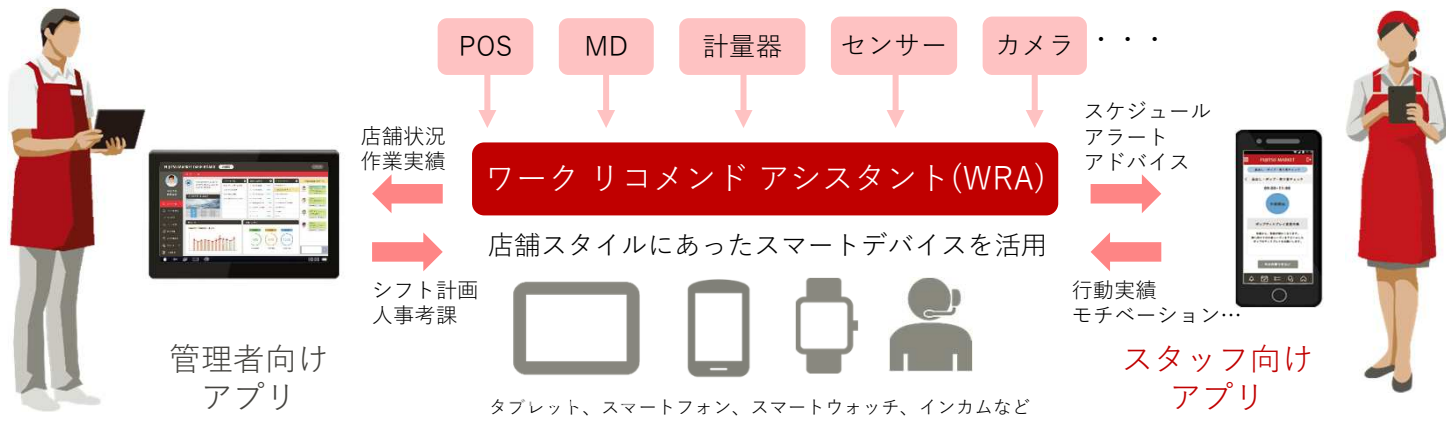 POS
MD
計量器
センサー
カメラ
・・・
店舗状況
作業実績
ワーク リコメンド アシスタント(WRA)
スケジュール
アラート
アドバイス
FUJITSU MARKET
店舗スタイルにあったスマートデバイスを活用
シフト計画
人事考課
行動実績
モチベーション…
管理者向け
アプリ
スタッフ向け
アプリ
タブレット、スマートフォン、スマートウォッチ、インカムなど